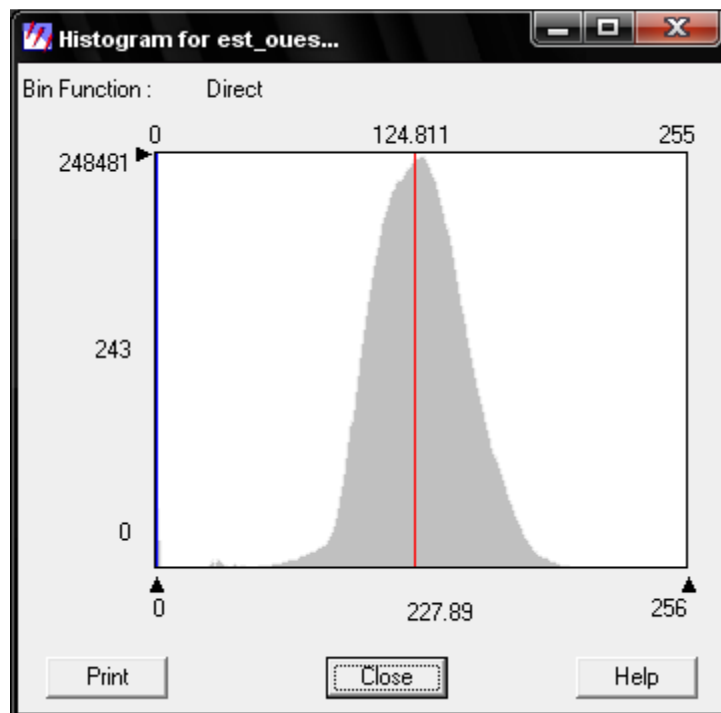 Histogram for est_oues...
Bin Function : Direct
0 124.811 255
248481
243
0
0 227.89 256
Print Close Help